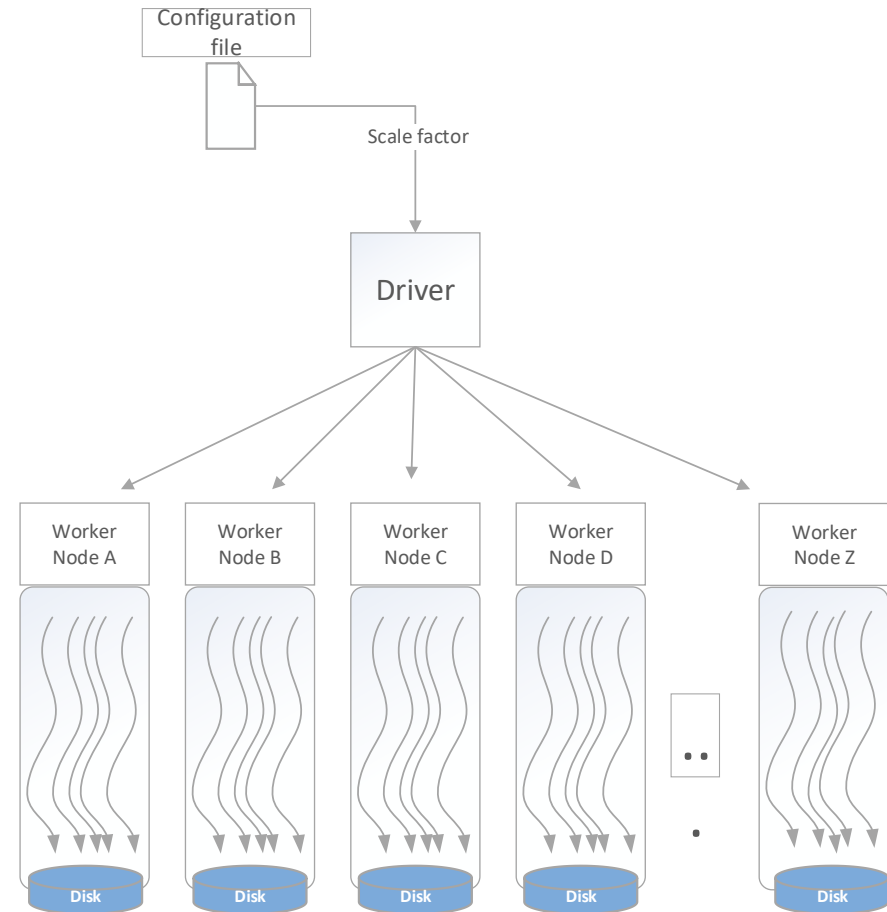 Configuration
file
Scale factor
Driver
Worker
Node A
Worker
Node B
Worker
Node C
Worker
Node D
Worker
Node Z
..
.
Disk
Disk
Disk
Disk
Disk